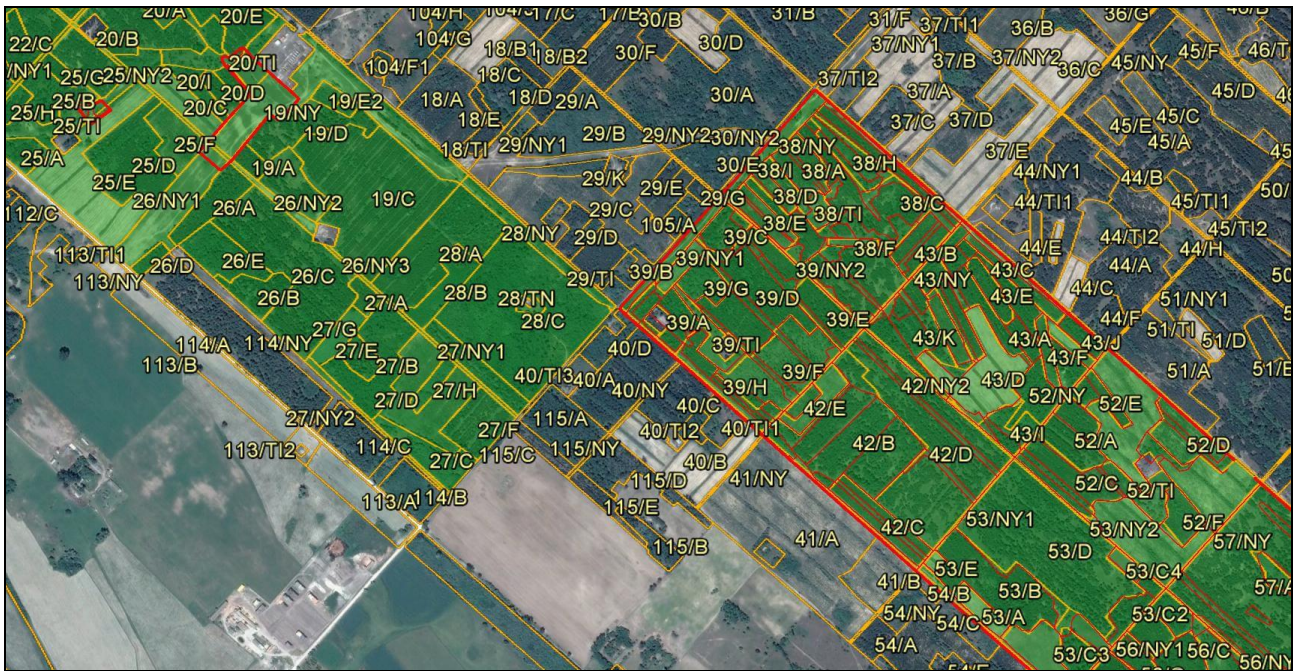 20/A
20/E
104/H
17/C
30/B
31/B
31/F
37/TI1
36/B
36/G
22/C
20/B
104/G
18/B1
18/B2
30/F
30/D
37/NY1
37/B
37/NY2
36/C
45/NY
45/F
25/G
25/NY2
20/I
20/TI
104/F1
18/C
37/TI2
45/D
25/B
20/D
20/C
19/NY
19/E2
18/A
18/D
29/A
30/A
37/A
25/H
25/TI
19/D
18/E
29/B
29/NY2
30/NY2
38/NY
37/C
37/D
45/E
45/C
45/A
25/A
25/F
25/D
19/A
18/TI
29/NY1
30/E
38/I
38/A
38/H
37/E
44/NY1
44/B
25/E
26/NY1
26/A
26/NY2
19/C
29/K
29/E
29/G
38/D
38/TI
38/C
44/TI1
45/TI1
112/C
29/C
105/A
38/E
39/C
44/TI2
45/TI2
113/TI1
28/NY
29/D
38/F
43/B
44/E
44/H
26/D
26/E
26/C
26/NY3
28/A
39/B
39/NY1
39/NY2
43/C
44/A
113/NY
29/TI
39/G
39/D
43/NY
43/E
44/C
51/NY1
26/B
27/A
28/B
28/TN
28/C
39/A
39/E
44/F
51/TI
51/D
27/G
114/NY
114/A
40/D
39/TI
43/K
43/A
43/J
27/E
27/NY1
113/B
27/B
40/TI3
40/A
40/NY
39/H
39/F
42/NY2
43/D
43/F
51/A
27/D
27/H
40/C
42/E
52/NY
52/E
27/NY2
115/A
40/TI2
40/TI1
43/I
27/F
113/TI2
114/C
27/C
115/C
115/NY
40/B
42/B
42/D
52/A
52/D
115/D
41/NY
52/C
52/TI
113/A
114/B
115/E
42/C
53/NY1
53/NY2
52/F
115/B
41/A
53/D
57/NY
53/E
53/C4
41/B
54/B
53/B
54/NY
54/C
53/A
53/C2
54/A
53/C3
56/NY1
56/C